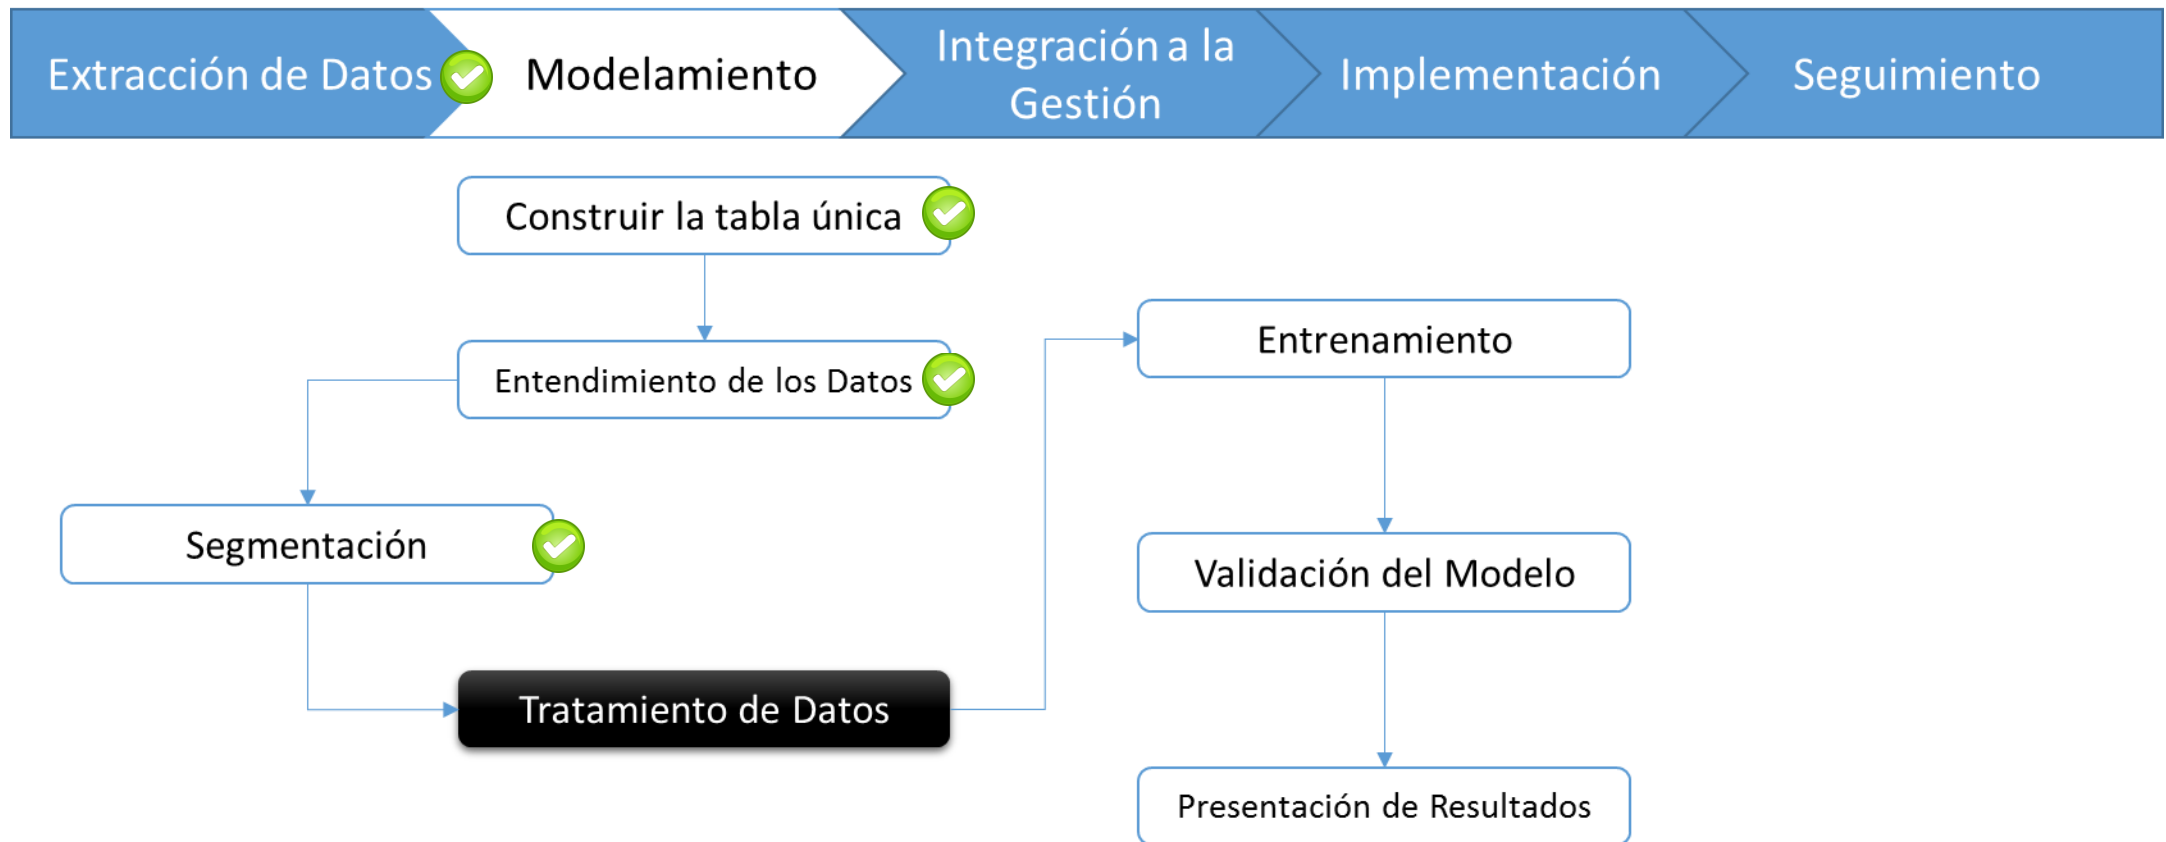 Extracción de Datos
Modelamiento
Integración a la
Gestión
Implementación
Seguimiento
Construir la tabla única
Entendimiento de los Datos
Segmentación
Tratamiento de Datos
Entrenamiento
Validación del Modelo
Presentación de Resultados